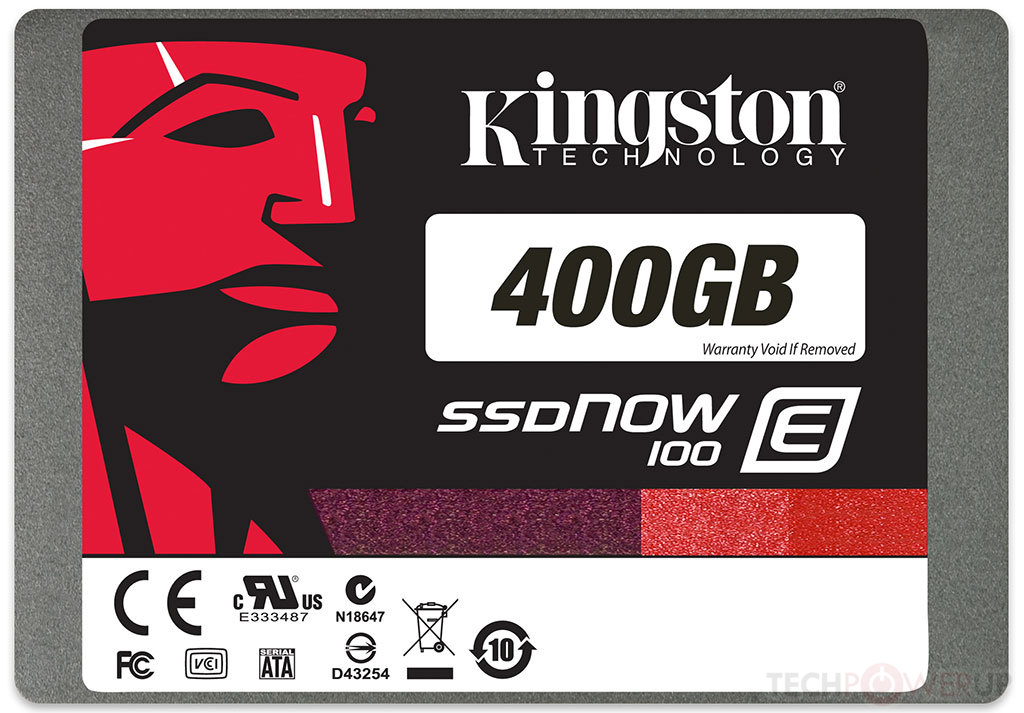 Kingston®
TECHNOLOGY
400GB
Warranty Void If Removed
SSDNOW E
100
CE
c RU® US
E333487
N18647
10
FC
VCI
SERIAL
ATA
D43254
TECHPOWERUP